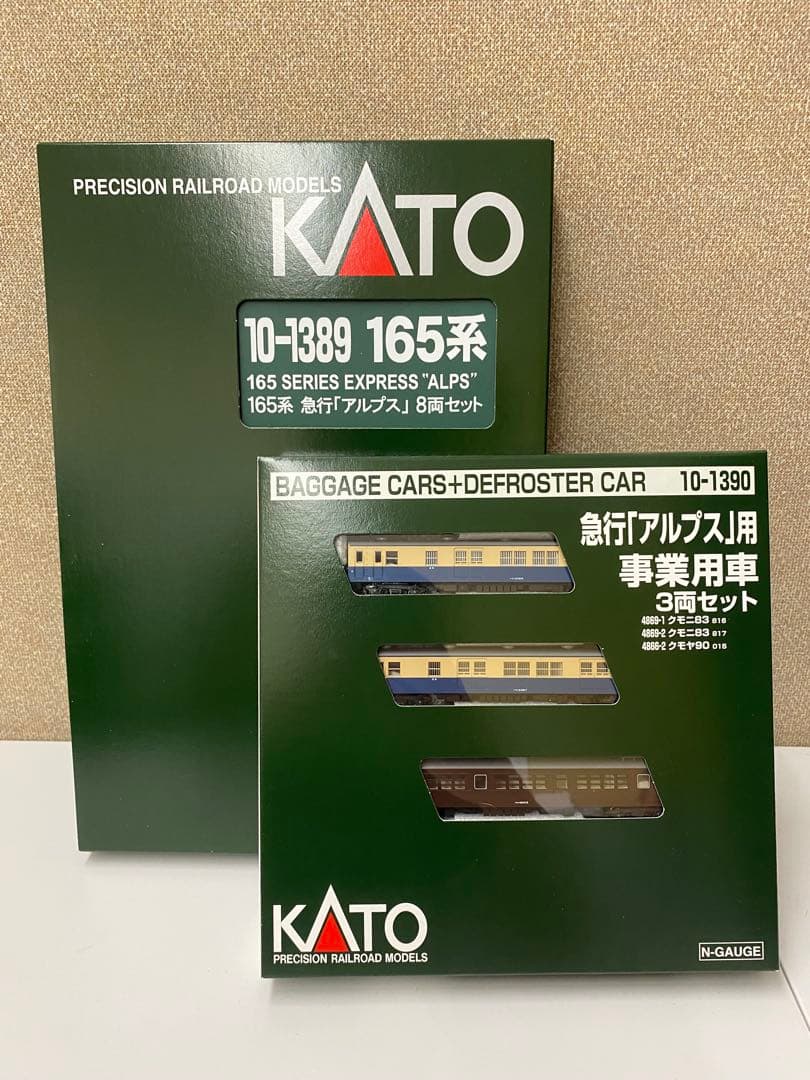 PRECISION RAILROAD MODELS
KATO
10-1389 165系
165 SERIES EXPRESS "ALPS"
165系 急行「アルプス」 8両セット
BAGGAGE CARS+DEFROSTER CAR 10-1390
急行「アルプス」用
事業用車
3両セット
4869-1 クモニ83 816
4869-2 クモニ83 817
4866-2 クモヤ90 015
KATO
PRECISION RAILROAD MODELS
N-GAUGE